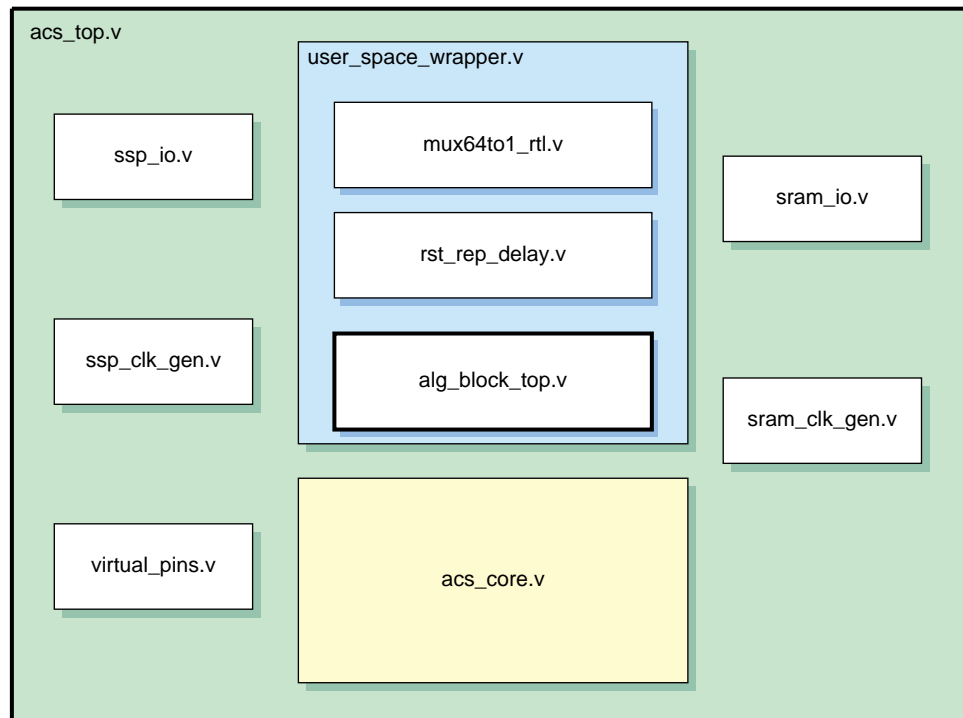 acs_top.v
user_space_wrapper.v
mux64to1_rtl.v
ssp_io.v
sram_io.v
rst_rep_delay.v
ssp_clk_gen.v
alg_block_top.v
sram_clk_gen.v
virtual_pins.v
acs_core.v